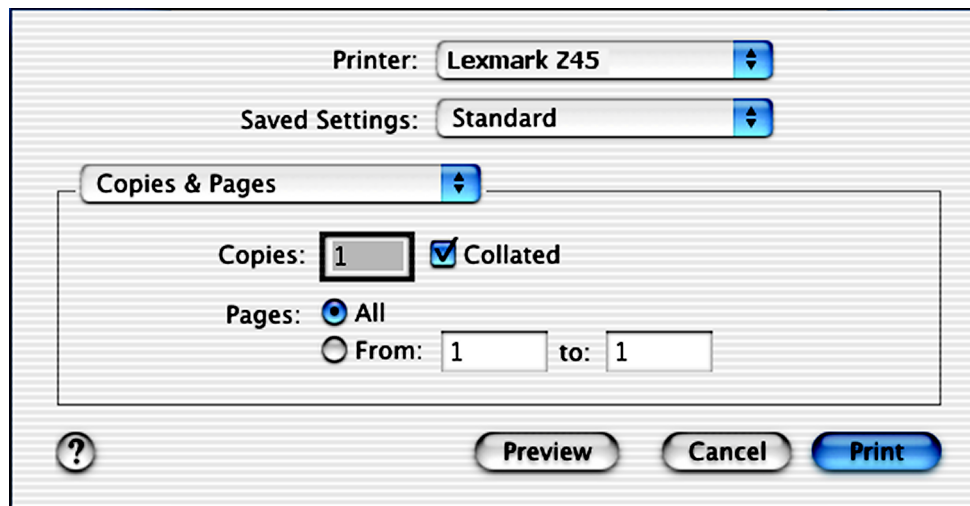 Printer: Lexmark 245
Saved Settings: Standard
Copies & Pages
Copies: 1 Collated
Pages: All
From: 1 to: 1
? Preview Cancel Print